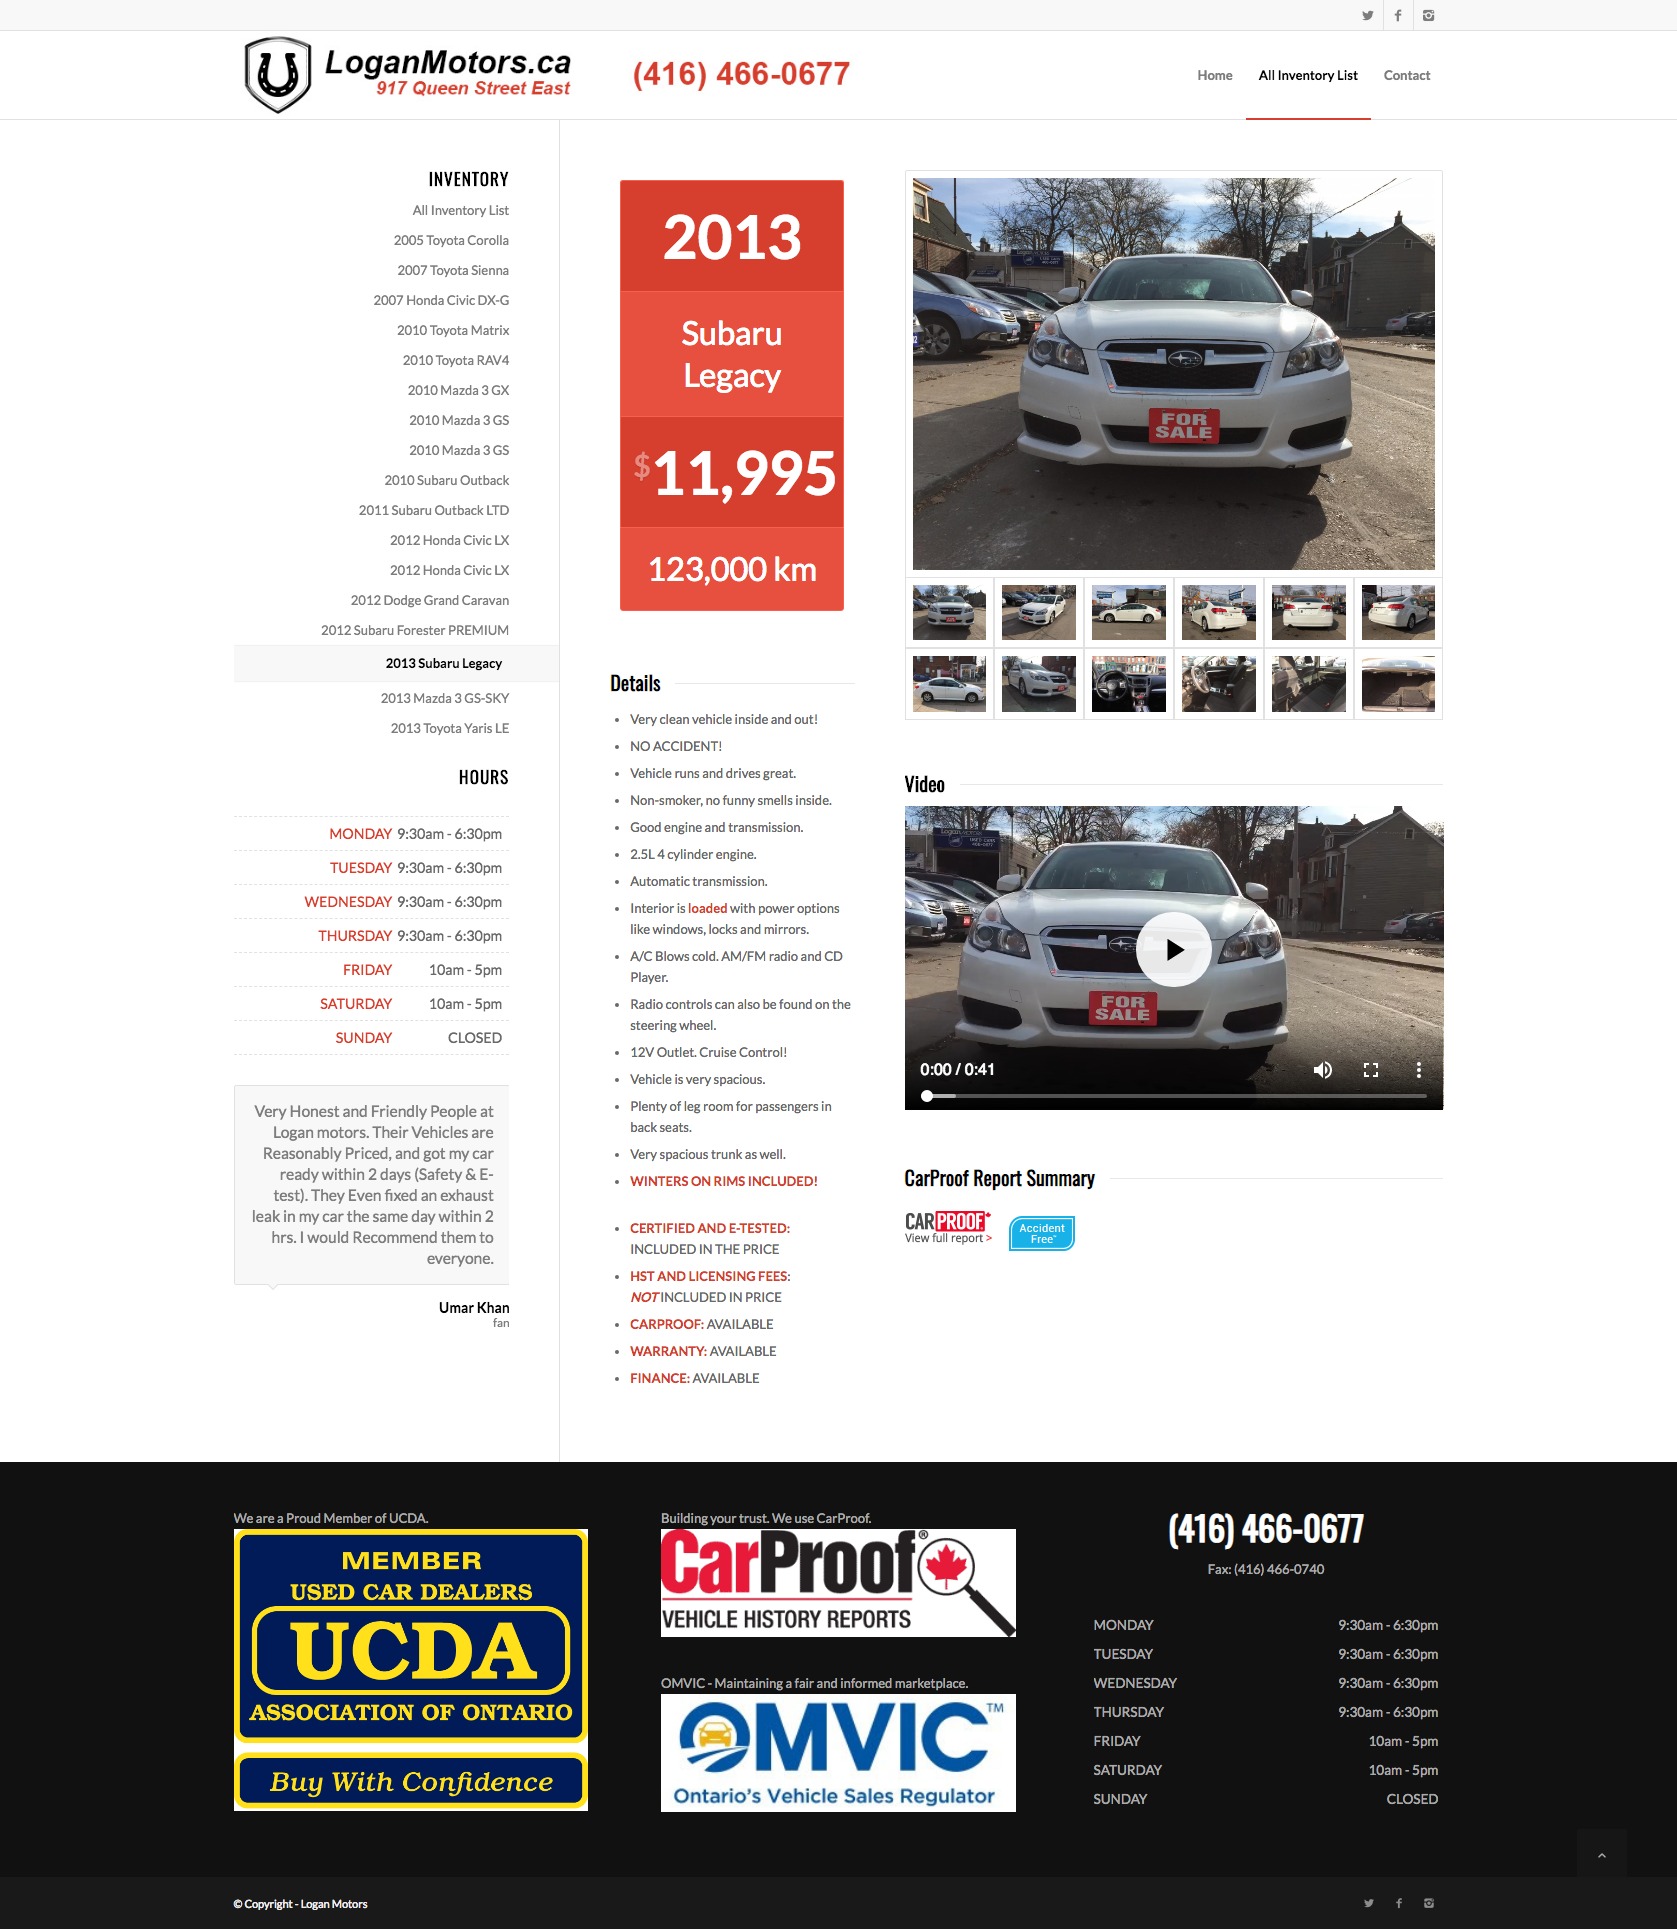 LoganMotors.ca
917 Queen Street East
(416) 466-0677
Home
All Inventory List
Contact
INVENTORY
All Inventory List
2005 Toyota Corolla
2007 Toyota Sienna
2007 Honda Civic DX-G
2010 Toyota Matrix
2010 Toyota RAV4
2010 Mazda 3 GX
2010 Mazda 3 GS
2010 Mazda 3 GS
2010 Subaru Outback
2011 Subaru Outback LTD
2012 Honda Civic LX
2012 Honda Civic LX
2012 Dodge Grand Caravan
2012 Subaru Forester PREMIUM
2013 Subaru Legacy
2013 Mazda 3 GS-SKY
2013 Toyota Yaris LE
HOURS
MONDAY 9:30am - 6:30pm
TUESDAY 9:30am - 6:30pm
WEDNESDAY 9:30am - 6:30pm
THURSDAY 9:30am - 6:30pm
FRIDAY 10am - 5pm
SATURDAY 10am - 5pm
SUNDAY CLOSED
Very Honest and Friendly People at
Logan motors. Their Vehicles are
Reasonably Priced, and got my car
ready within 2 days (Safety & E-
test). They Even fixed an exhaust
leak in my car the same day within 2
hrs. I would Recommend them to
everyone.
Umar Khan
fan
2013
Subaru
Legacy
$11,995
123,000 km
Details
Very clean vehicle inside and out!
NO ACCIDENT!
Vehicle runs and drives great.
Non-smoker, no funny smells inside.
Good engine and transmission.
2.5L 4 cylinder engine.
Automatic transmission.
Interior is loaded with power options
like windows, locks and mirrors.
A/C Blows cold. AM/FM radio and CD
Player.
Radio controls can also be found on the
steering wheel.
12V Outlet. Cruise Control!
Vehicle is very spacious.
Plenty of leg room for passengers in
back seats.
Very spacious trunk as well.
WINTERS ON RIMS INCLUDED!
CERTIFIED AND E-TESTED:
INCLUDED IN THE PRICE
HST AND LICENSING FEES:
NOT INCLUDED IN PRICE
CARPROOF: AVAILABLE
WARRANTY: AVAILABLE
FINANCE: AVAILABLE
USED CARS
466-0677
FOR
SALE
Video
LOGAN MOTORS
USED CARS
466-0677
FOR
SALE
0:00 / 0:41
CarProof Report Summary
CARPROOF
View full report >
Accident
Free™
We are a Proud Member of UCDA.
MEMBER
USED CAR DEALERS
UCDA
ASSOCIATION OF ONTARIO
Buy With Confidence
Building your trust. We use CarProof.
CarProof®
VEHICLE HISTORY REPORTS
OMVIC - Maintaining a fair and informed marketplace.
OMVIC™
Ontario's Vehicle Sales Regulator
(416) 466-0677
Fax: (416) 466-0740
MONDAY 9:30am - 6:30pm
TUESDAY 9:30am - 6:30pm
WEDNESDAY 9:30am - 6:30pm
THURSDAY 9:30am - 6:30pm
FRIDAY 10am - 5pm
SATURDAY 10am - 5pm
SUNDAY CLOSED
© Copyright - Logan Motors